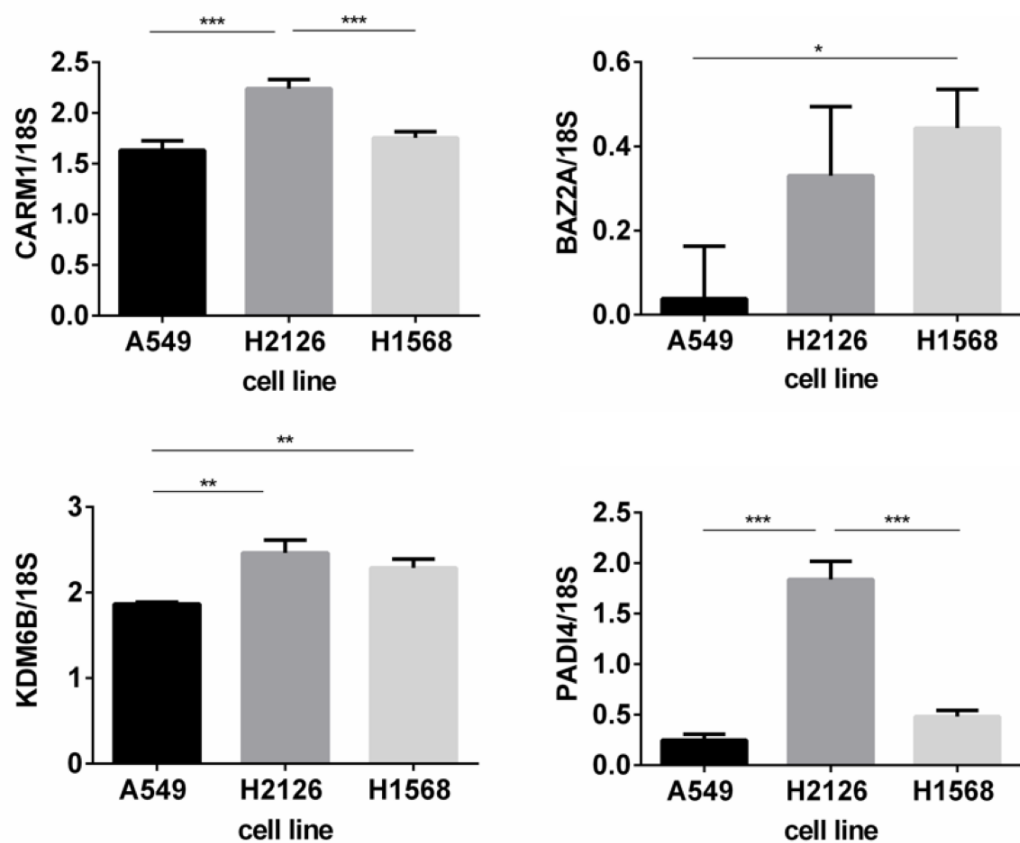 *** ***
CARM1/18S
2.5
2.0
1.5
1.0
0.5
0.0
A549 H2126 H1568
cell line
*
BAZ2A/18S
0.6
0.4
0.2
0.0
A549 H2126 H1568
cell line
**
**
KDM6B/18S
3
2
1
0
A549 H2126 H1568
cell line
*** ***
PADI4/18S
2.5
2.0
1.5
1.0
0.5
0.0
A549 H2126 H1568
cell line